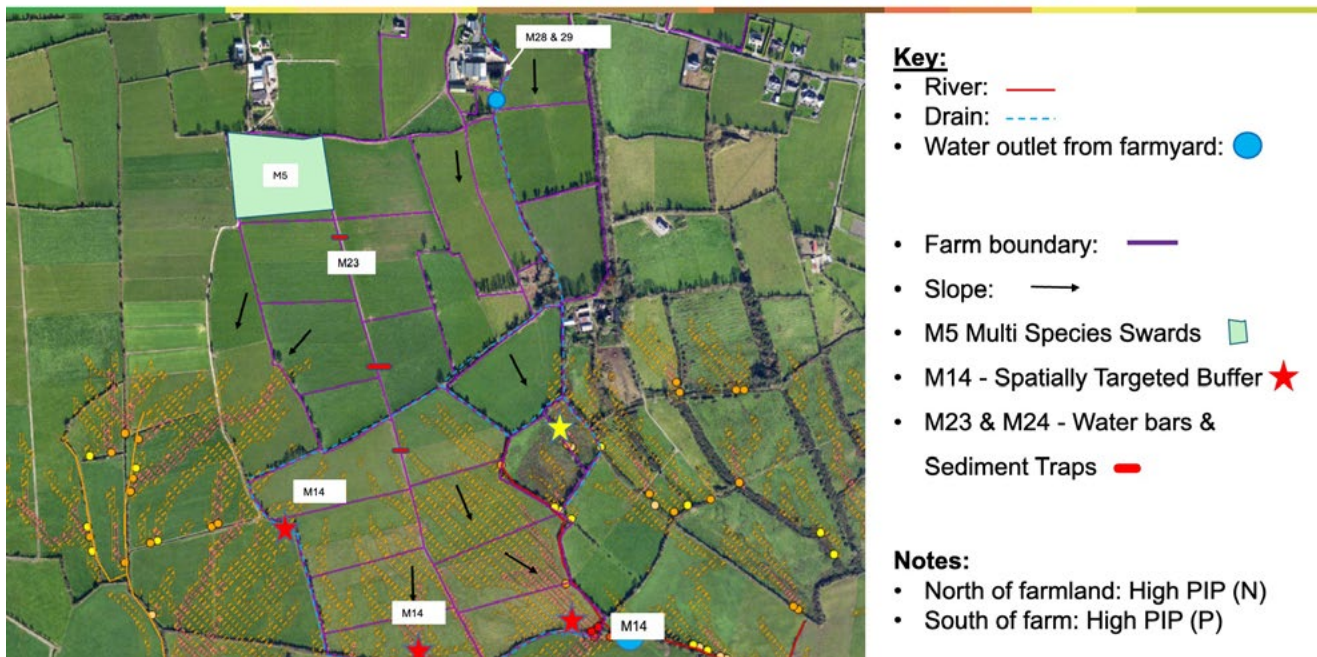 M28 & 29
M5
M23
M14
M14
M14
Key:
• River:
• Drain:
• Water outlet from farmyard:
• Farm boundary:
• Slope:
• M5 Multi Species Swards
• M14 - Spatially Targeted Buffer
• M23 & M24 - Water bars &
Sediment Traps
Notes:
• North of farmland: High PIP (N)
• South of farm: High PIP (P)